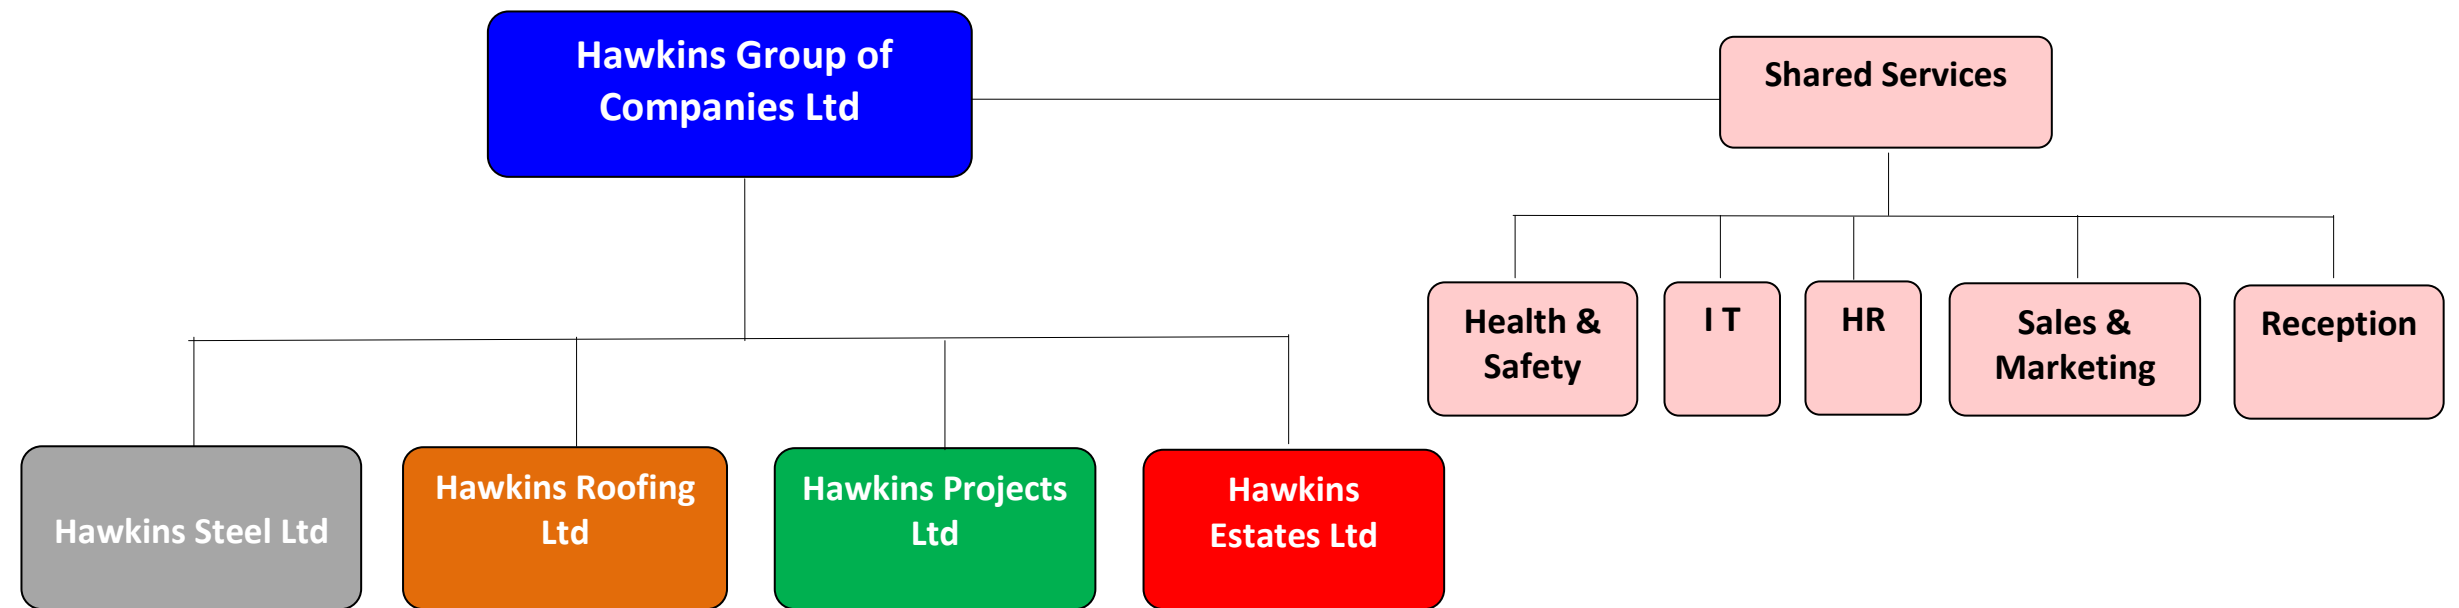 Hawkins Group of
Companies Ltd
Shared Services
Health &
Safety
I T
HR
Sales &
Marketing
Reception
Hawkins Steel Ltd
Hawkins Roofing
Ltd
Hawkins Projects
Ltd
Hawkins
Estates Ltd